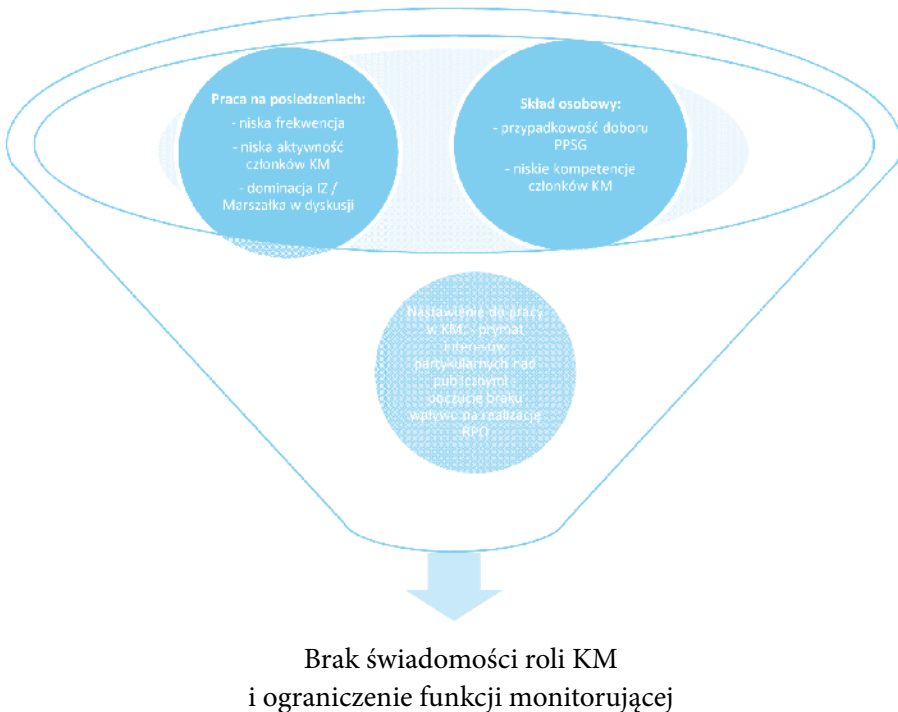 Praca na posiedzeniach:
- niska frekwencja
- niska aktywność
członków KM
- dominacja IZ /
Marszałka w dyskusji
Skład osobowy:
- przypadkowość doboru
PPSG
- niskie kompetencje
członków KM
Nastawienie do pracy
w KM: - prymat
interesów
partykularnych nad
publicznymi -
poczucie braku
wpływu na realizację
RPO
Brak świadomości roli KM
i ograniczenie funkcji monitorującej